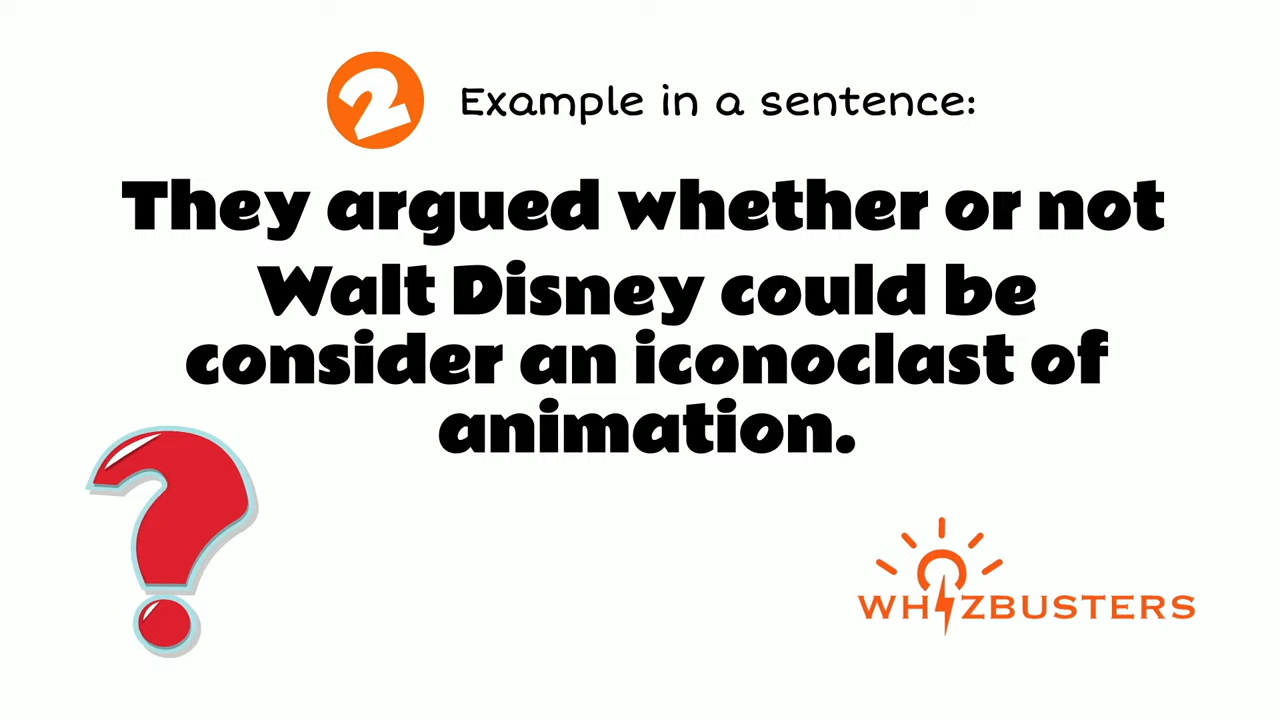 2 Example in a sentence:
They argued whether or not
Walt Disney could be
consider an iconoclast of
animation.
?
WHIZBUSTERS